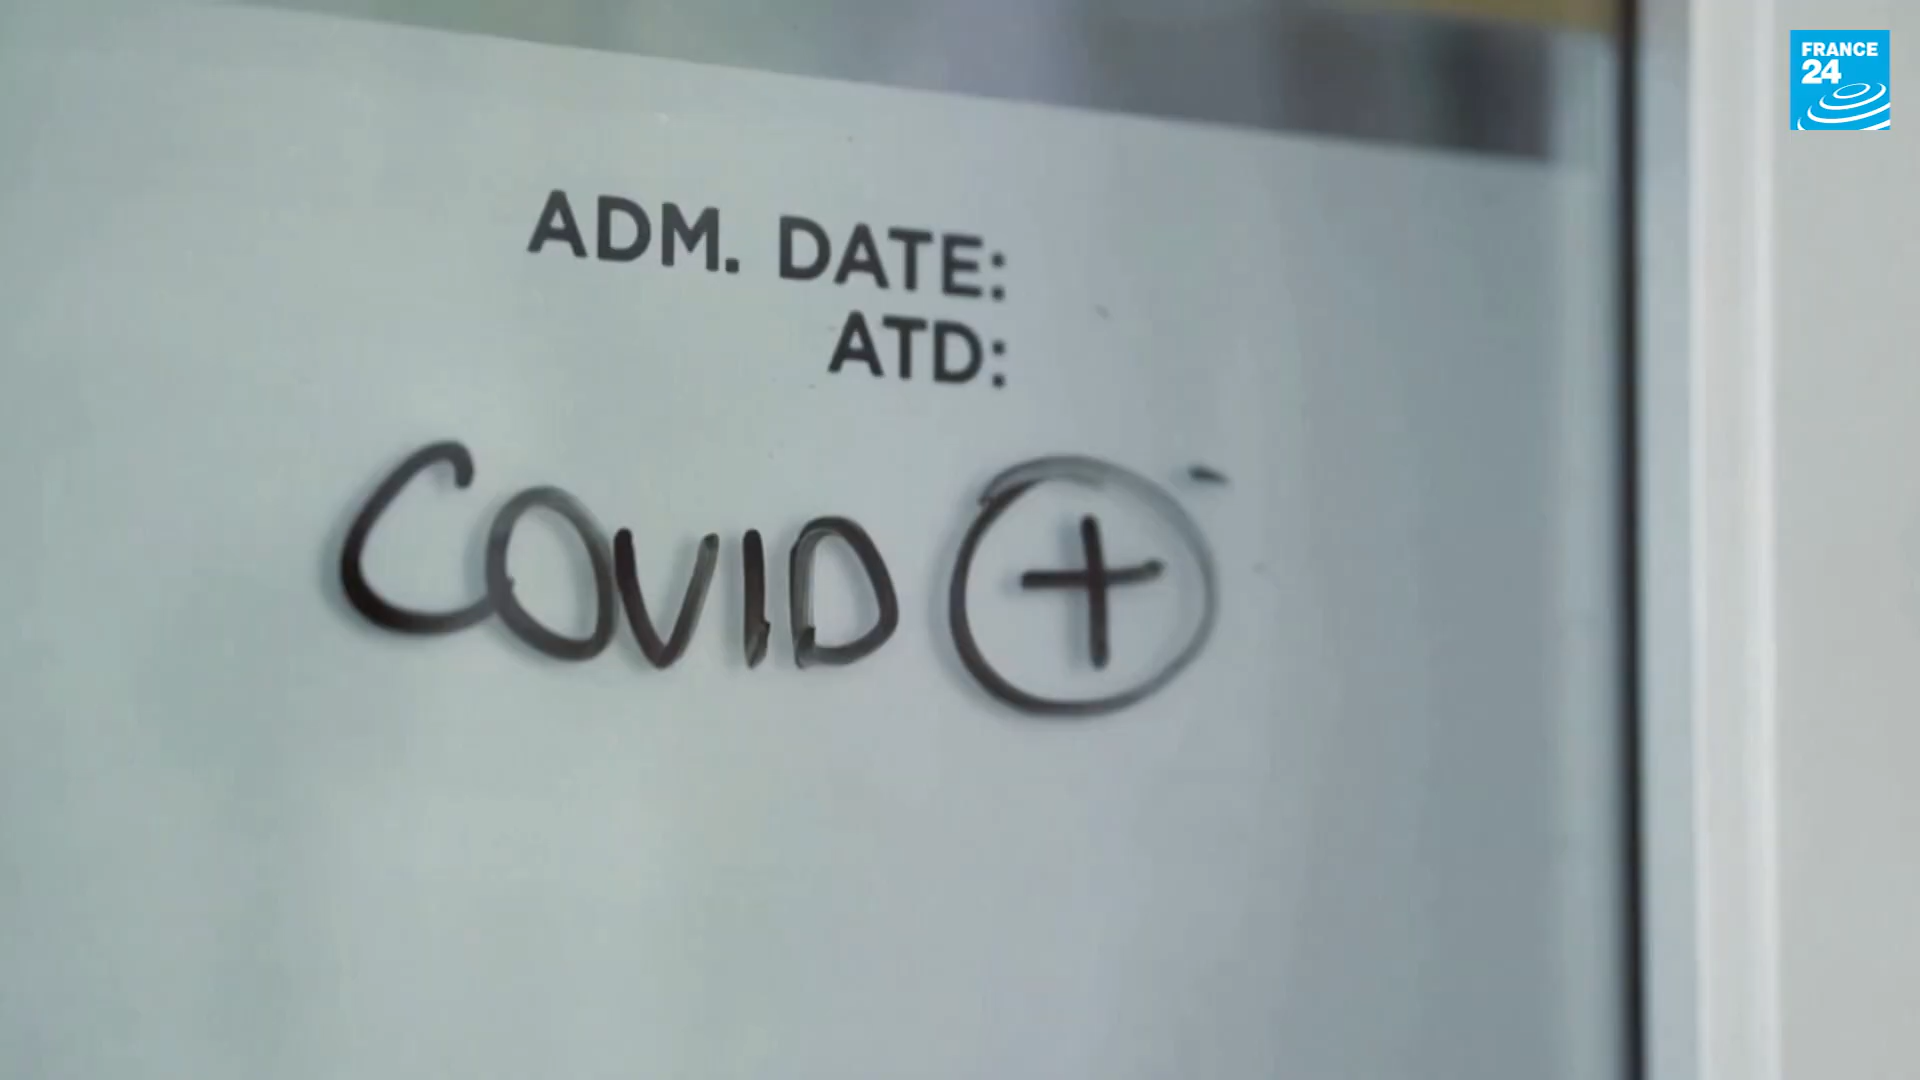 FRANCE
24
ADM. DATE:
ATD:
COVID +